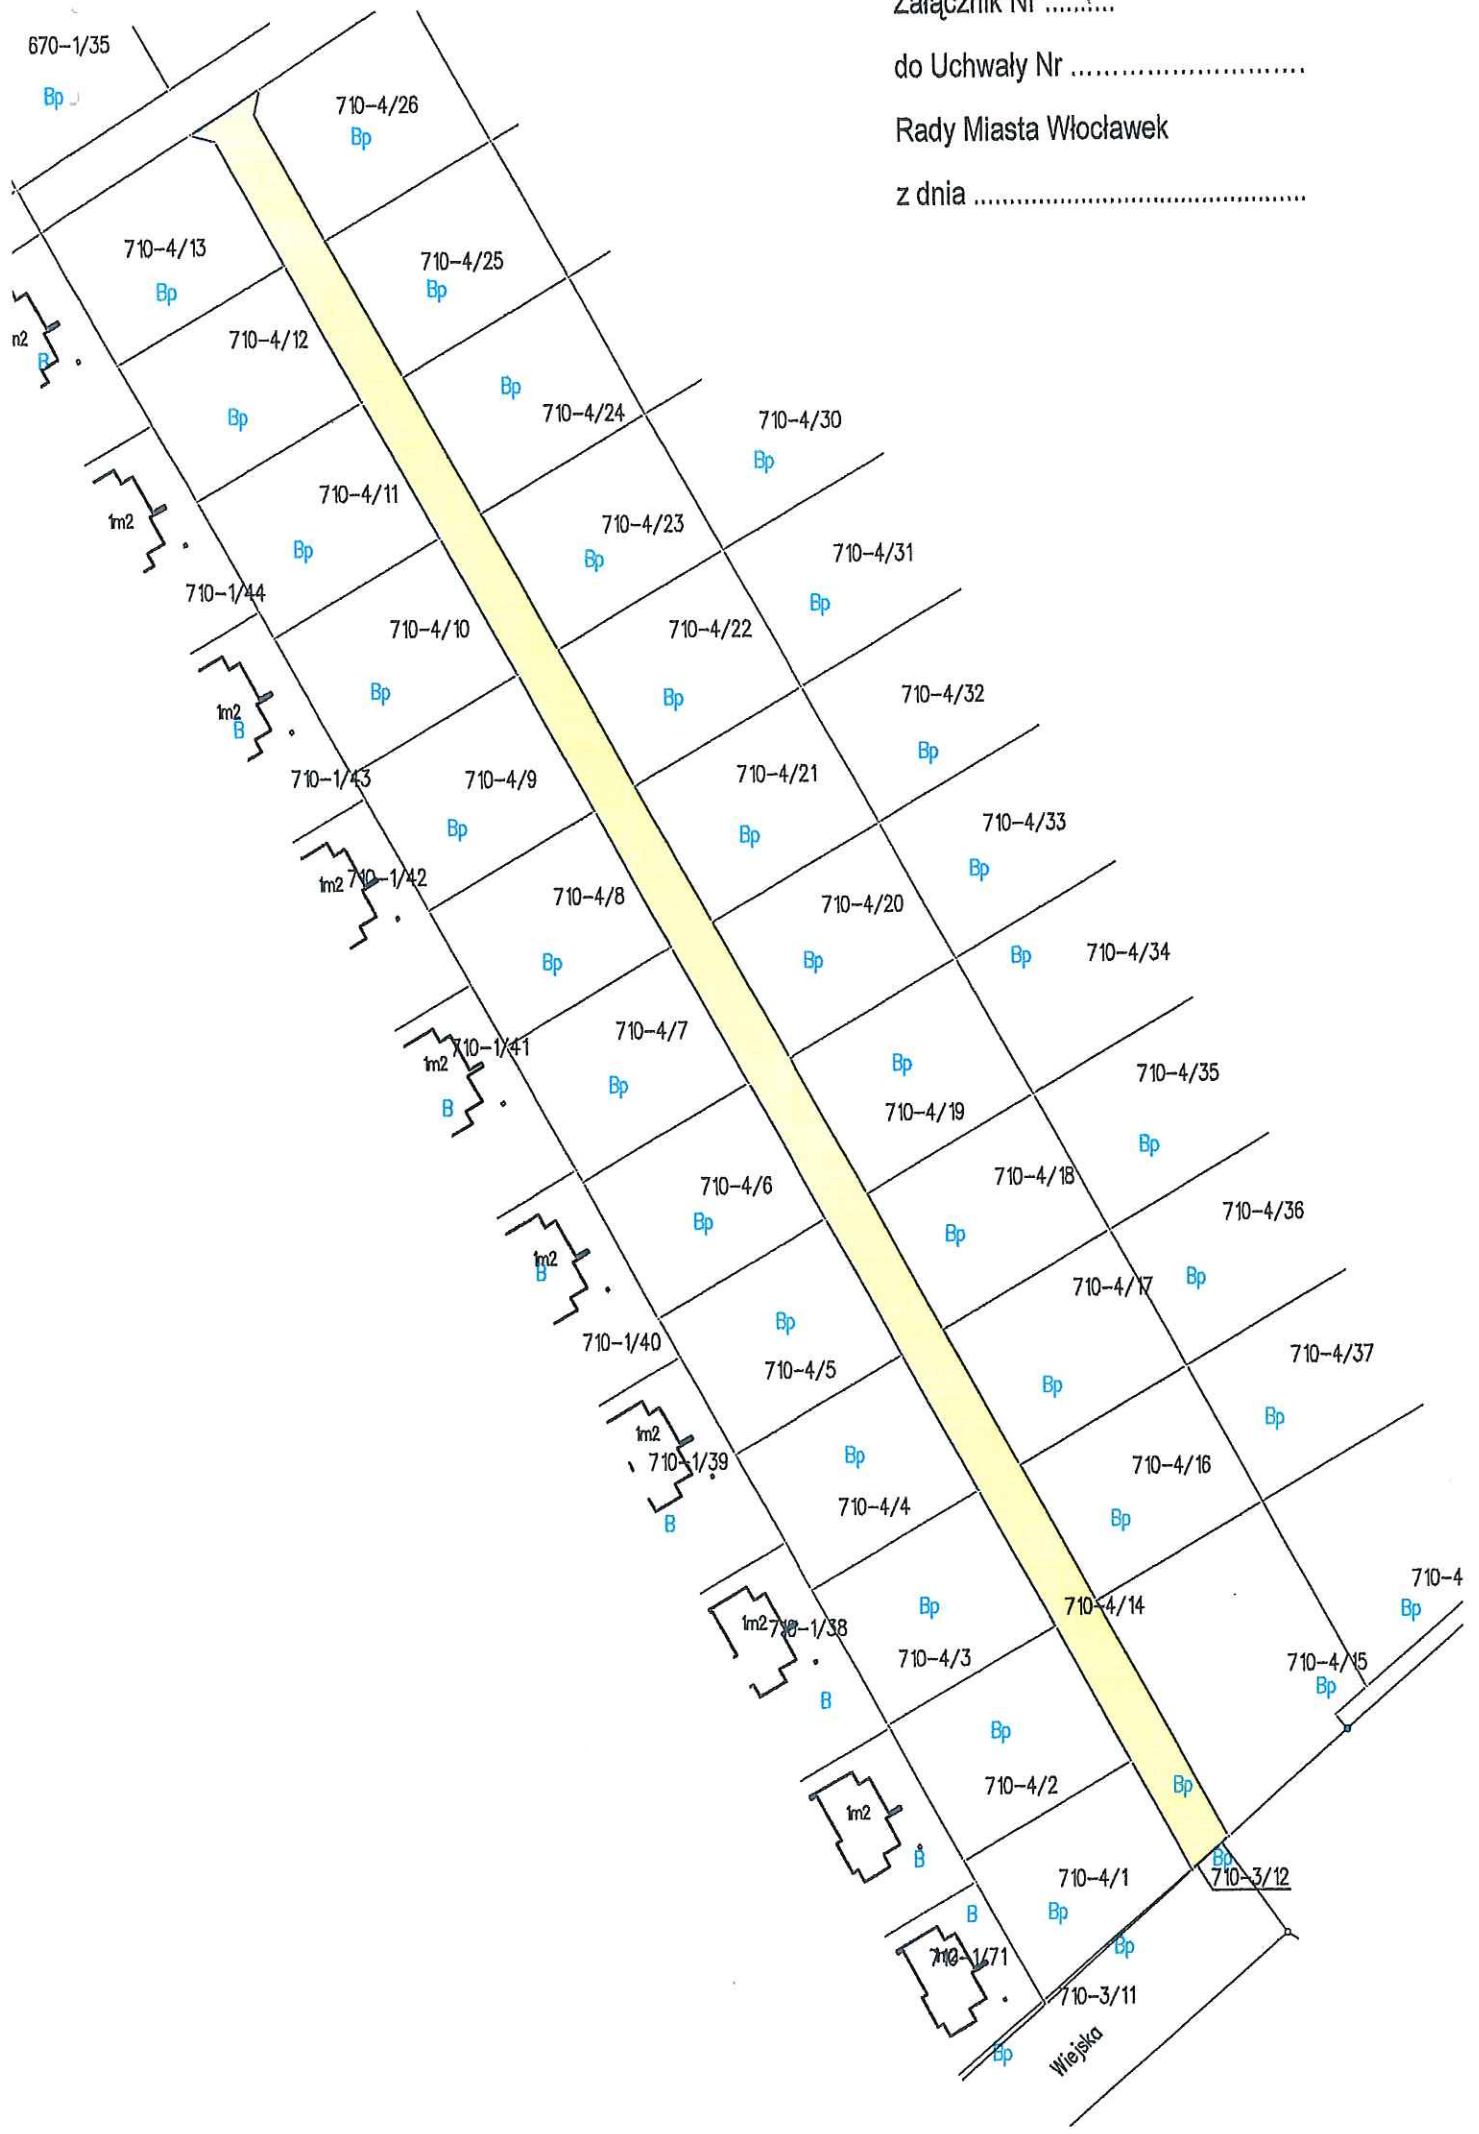 Załącznik Nr ..........
do Uchwały Nr ............................
Rady Miasta Włocławek
z dnia ..............................................
670-1/35
Bp
710-4/26
Bp
710-4/13
Bp
710-4/25
Bp
n2
B
710-4/12
Bp
Bp
710-4/24
710-4/30
Bp
1m2
710-4/11
Bp
710-4/23
Bp
710-4/31
Bp
710-1/44
710-4/10
Bp
710-4/22
Bp
710-4/32
Bp
1m2
B
710-1/43
710-4/9
Bp
710-4/21
Bp
710-4/33
Bp
1m2
710-1/42
710-4/8
Bp
710-4/20
Bp
Bp
710-4/34
1m2
710-1/41
B
710-4/7
Bp
Bp
710-4/19
710-4/35
Bp
710-4/6
Bp
710-4/18
Bp
710-4/36
Bp
1m2
B
710-1/40
Bp
710-4/5
710-4/17
Bp
710-4/37
Bp
1m2
710-1/39
B
Bp
710-4/4
710-4/16
Bp
1m2
710-1/38
B
Bp
710-4/3
710-4/14
710-4
Bp
710-4/15
Bp
Bp
710-4/2
Bp
1m2
B
710-4/1
Bp
Bp
710-3/12
B
710-1/71
Bp
710-3/11
Bp
Wiejska